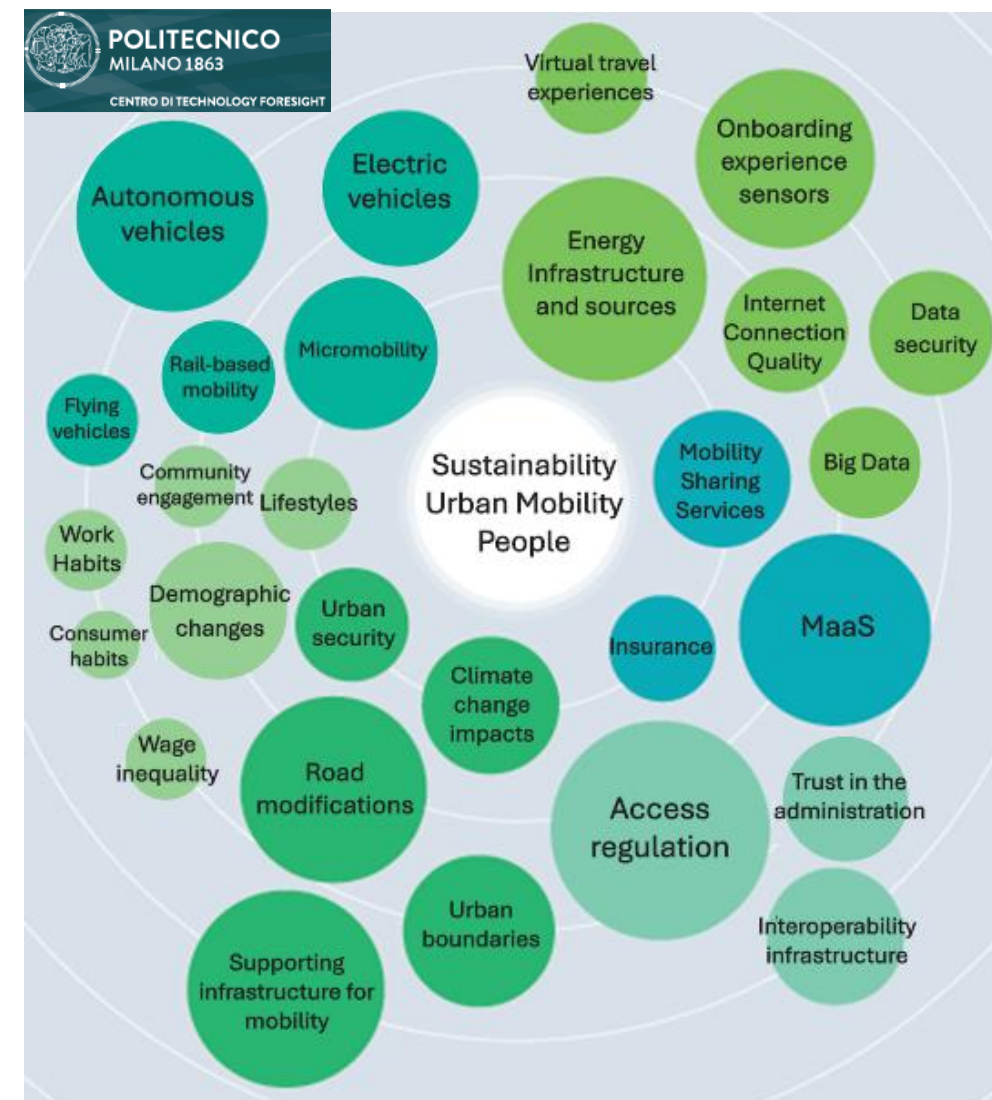 POLITECNICO
MILANO 1863
CENTRO DI TECHNOLOGY FORESIGHT
Virtual travel
experiences
Onboarding
experience
sensors
Electric
vehicles
Autonomous
vehicles
Energy
Infrastructure
and sources
Internet
Connection
Quality
Data
security
Micromobility
Rail-based
mobility
Flying
vehicles
Community
engagement
Lifestyles
Sustainability
Urban Mobility
People
Mobility
Sharing
Services
Big Data
Work
Habits
Demographic
changes
Consumer
habits
Urban
security
Insurance
MaaS
Climate
change
impacts
Wage
inequality
Road
modifications
Access
regulation
Trust in the
administration
Urban
boundaries
Interoperability
infrastructure
Supporting
infrastructure for
mobility